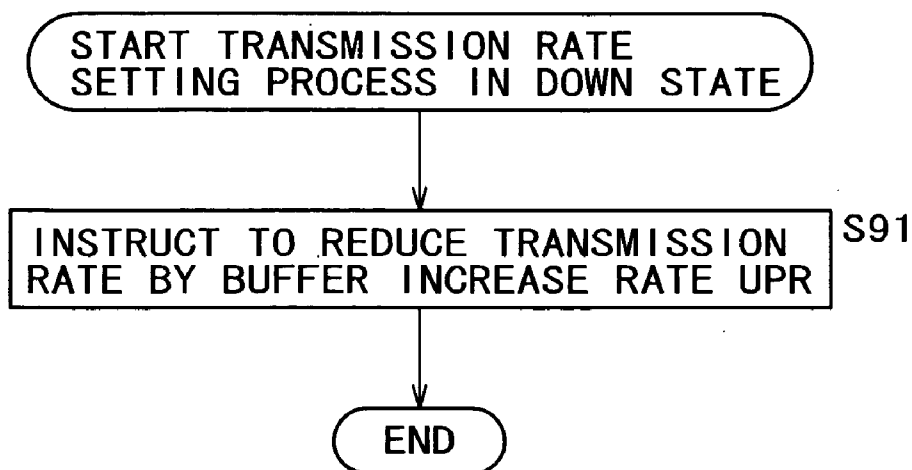 START TRANSMISSION RATE
SETTING PROCESS IN DOWN STATE
INSTRUCT TO REDUCE TRANSMISSION
RATE BY BUFFER INCREASE RATE UPR
S91
END